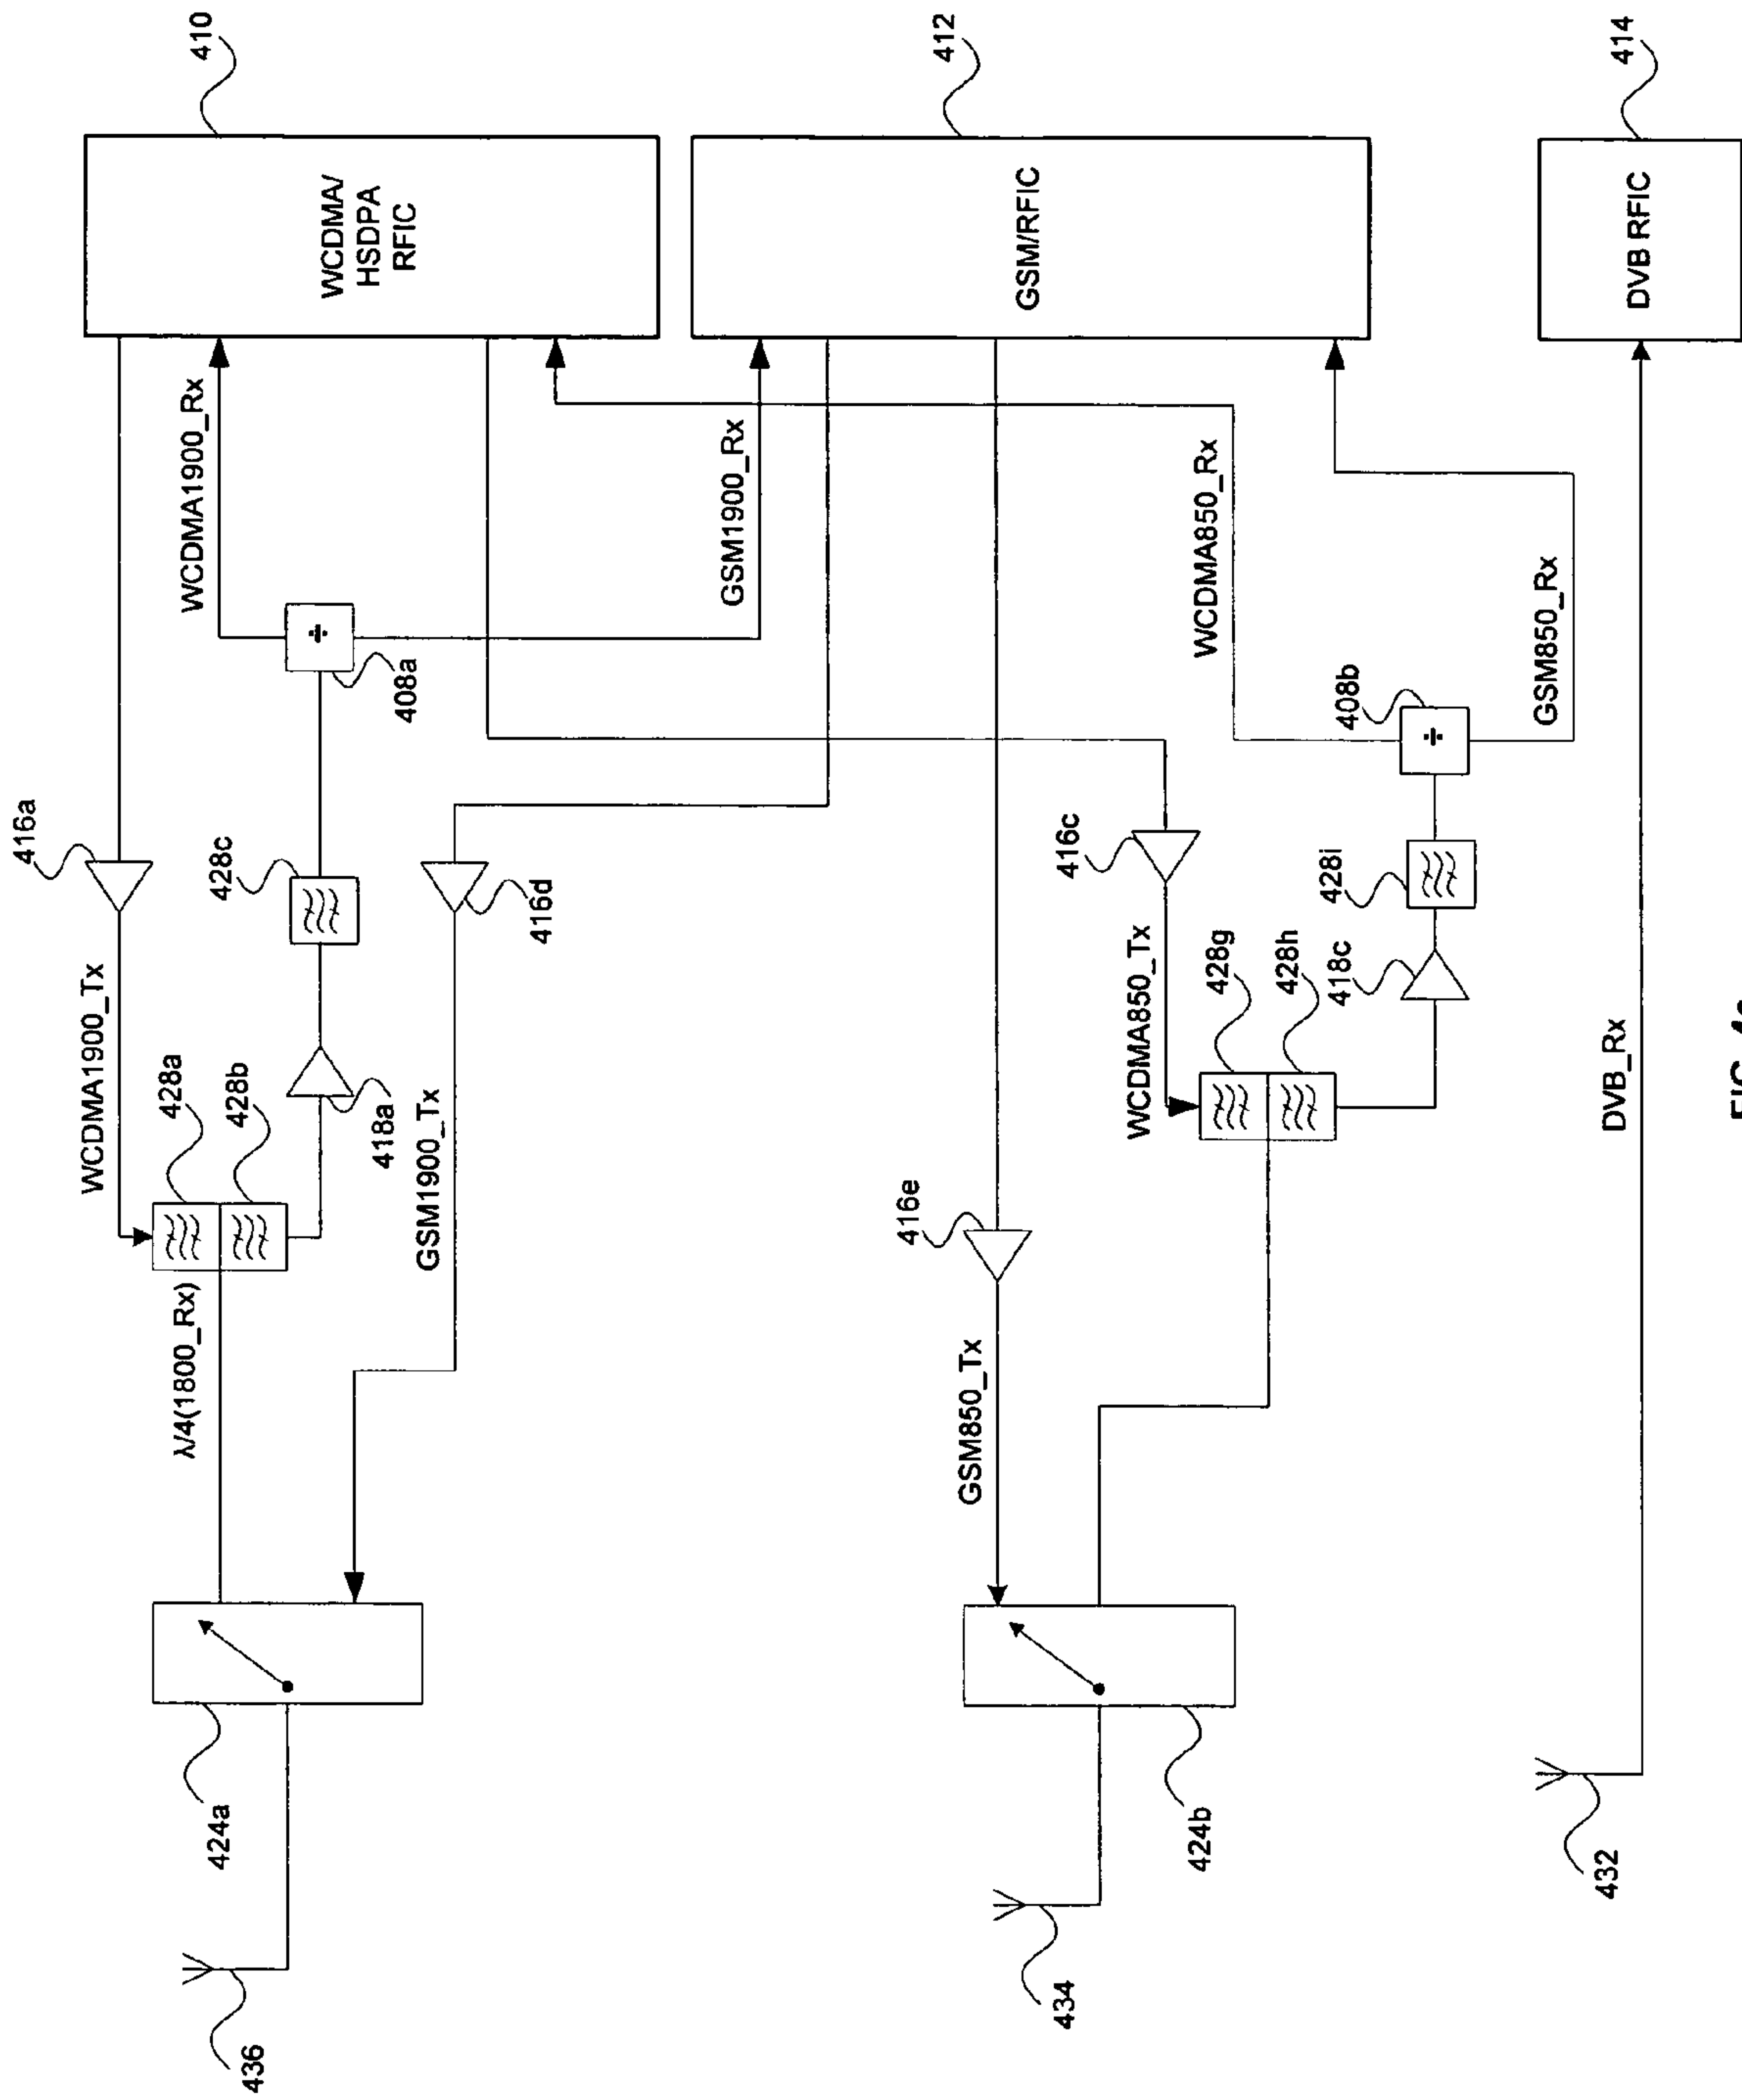 410
WCDMA/
HSDPA
RFIC
412
GSM/RFIC
414
DVB RFIC
WCDMA1900_Rx
GSM1900_Rx
WCDMA850_Rx
GSM850_Rx
÷
408a
÷
408b
416a
428c
416d
416c
428i
WCDMA1900_Tx
428a
428b
418a
GSM1900_Tx
WCDMA850_Tx
428g
428h
418c
416e
λ/4(1800_Rx)
GSM850_Tx
DVB_Rx
424a
424b
436
434
432
FIG.